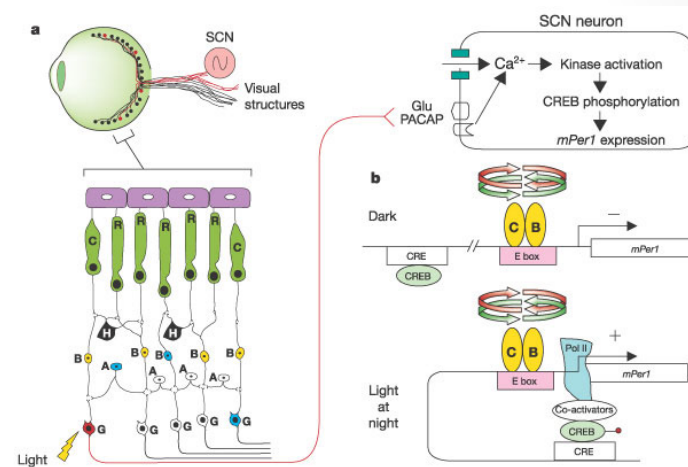 a
SCN
Visual
structures
SCN neuron
Ca2+
Kinase activation
Glu
PACAP
CREB phosphorylation
mPer1 expression
C R R R R C
H H
B B B B
A A A
G G G G G
Light
b
Dark
C B
−
CRE
E box
mPer1
CREB
C B
Pol II
+
E box
mPer1
Light
at
night
Co-activators
CREB
CRE